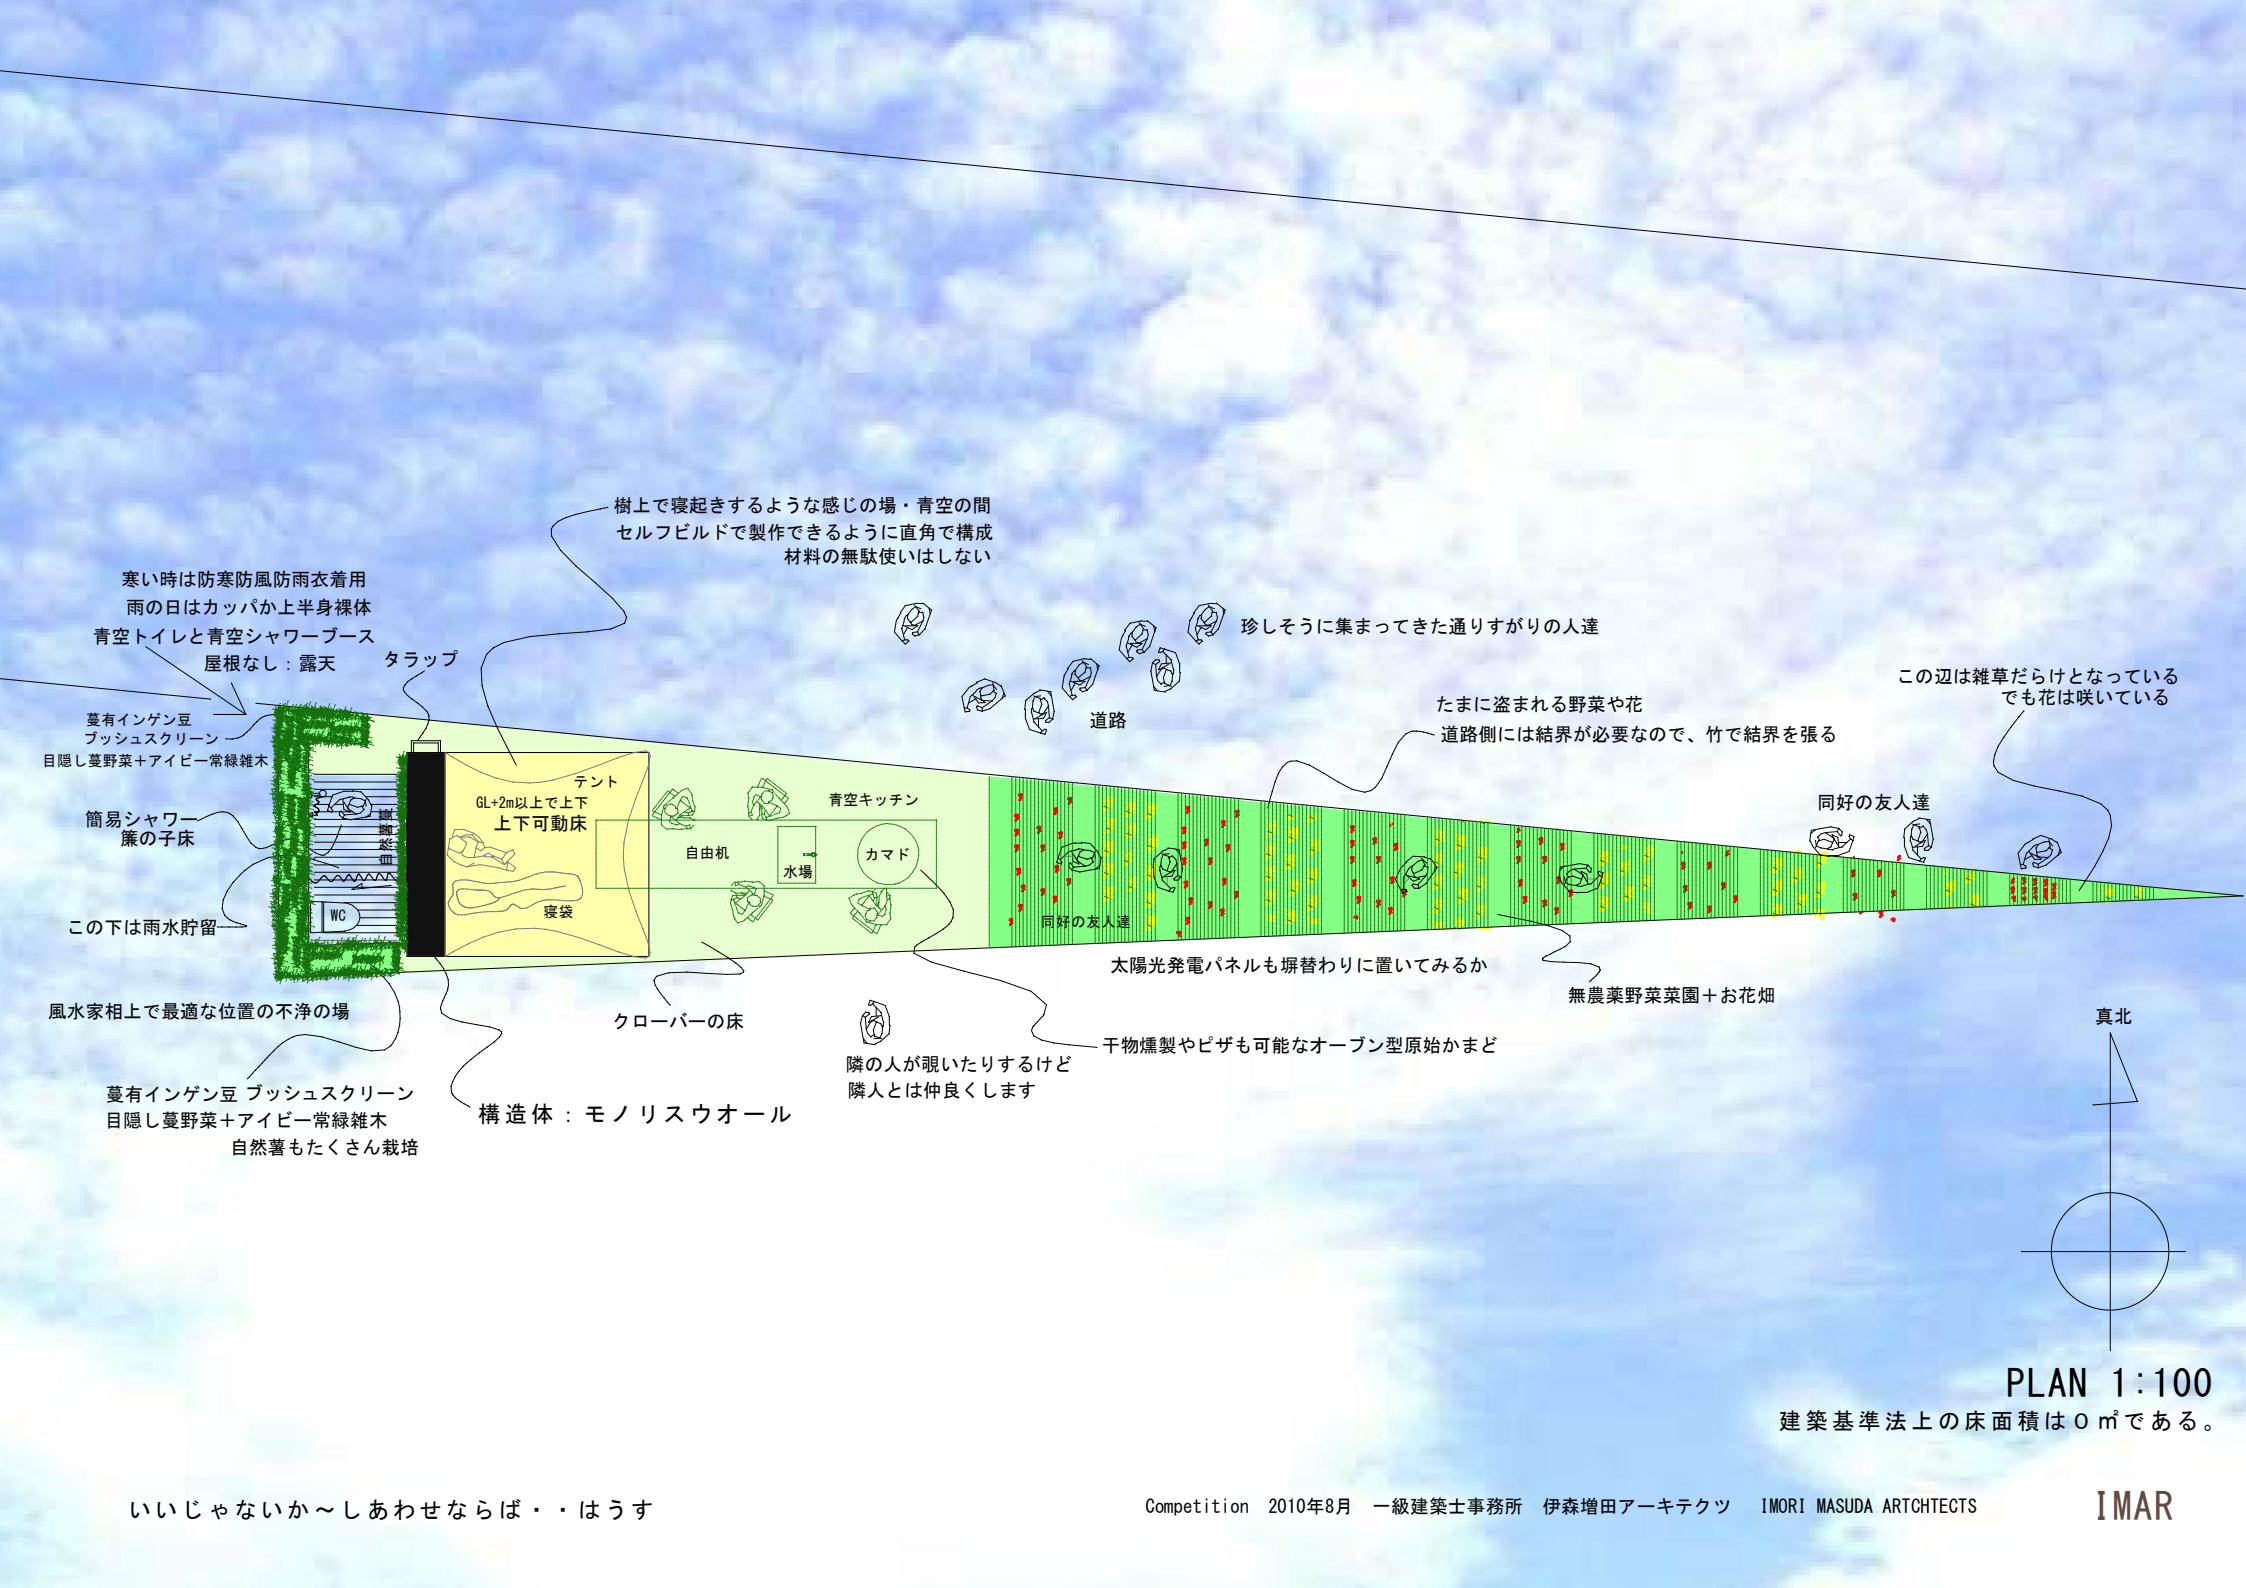 樹上で寝起きするような感じの場・青空の間
セルフビルドで製作できるように直角で構成
材料の無駄使いはしない
寒い時は防寒防風防雨衣着用
雨の日はカッパか上半身裸体
青空トイレと青空シャワーブース
屋根なし：露天
タラップ
珍しそうに集まってきた通りすがりの人達
道路
この辺は雑草だらけとなっている
でも花は咲いている
たまに盗まれる野菜や花
道路側には結界が必要なので、竹で結界を張る
蔓有インゲン豆
ブッシュスクリーン
目隠し蔓野菜＋アイビー常緑雑木
テント
GL+2m以上で上下
上下可動床
青空キッチン
同好の友人達
簡易シャワー
簾の子床
自然薯蔓
自由机
水場
カマド
寝袋
WC
この下は雨水貯留
同好の友人達
太陽光発電パネルも塀替わりに置いてみるか
無農薬野菜菜園＋お花畑
風水家相上で最適な位置の不浄の場
クローバーの床
真北
干物燻製やピザも可能なオーブン型原始かまど
隣の人が覗いたりするけど
隣人とは仲良くします
蔓有インゲン豆 ブッシュスクリーン
目隠し蔓野菜＋アイビー常緑雑木
自然薯もたくさん栽培
構造体：モノリスウオール
PLAN 1:100
建築基準法上の床面積は０㎡である。
いいじゃないか～しあわせならば・・はうす
Competition 2010年8月 一級建築士事務所 伊森増田アーキテクツ IMORI MASUDA ARTCHTECTS
IMAR